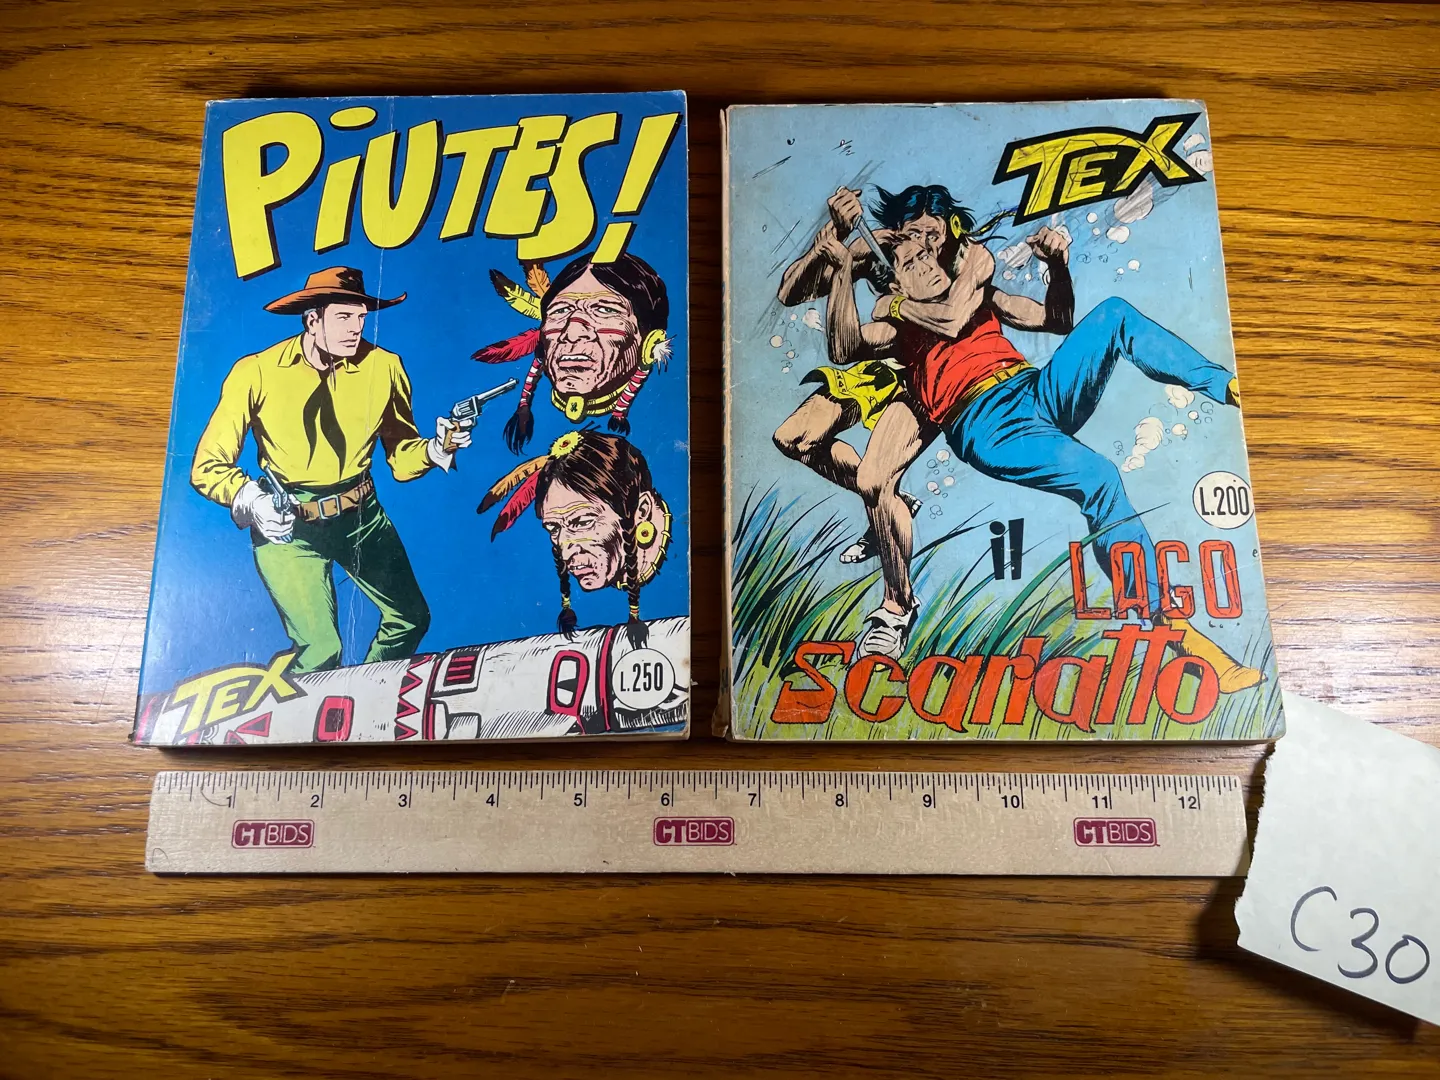 PiUTES!
TEX
L.250
TEX
L.200
il
LAGO
Scarlatto
1 2 3 4 5 6 7 8 9 10 11 12
CTBIDS CTBIDS CTBIDS
C30